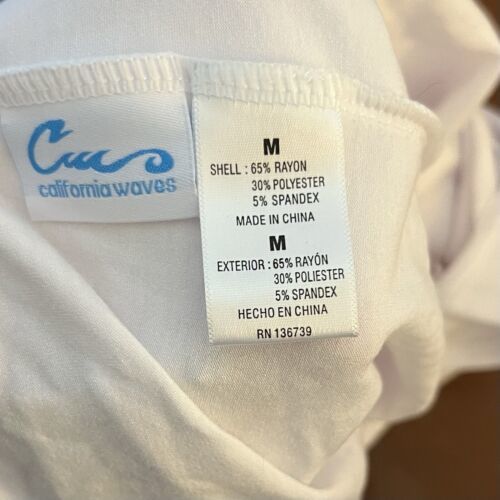 california waves
M
SHELL : 65% RAYON
30% POLYESTER
5% SPANDEX
MADE IN CHINA
M
EXTERIOR : 65% RAYÓN
30% POLIESTER
5% SPANDEX
HECHO EN CHINA
RN 136739